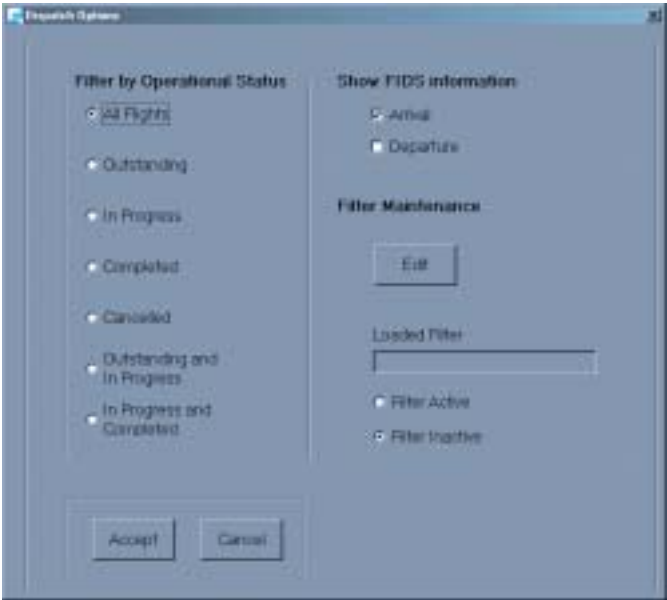 Dispatch Options
Filter by Operational Status
All Flights
Outstanding
In Progress
Completed
Cancelled
Outstanding and
In Progress
In Progress and
Completed
Show FIDS information
Arrival
Departure
Filter Maintenance
Edit
Loaded Filter
Filter Active
Filter Inactive
Accept
Cancel